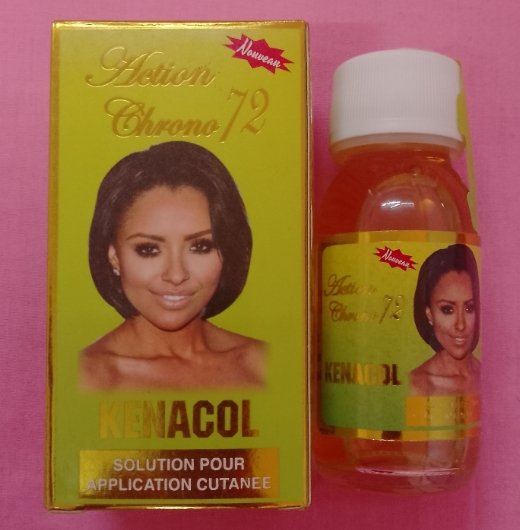 Nouveau
Action
Chrono 72
KENACOL
SOLUTION POUR
APPLICATION CUTANEE
Nouveau
Action
Chrono 72
KENACOL